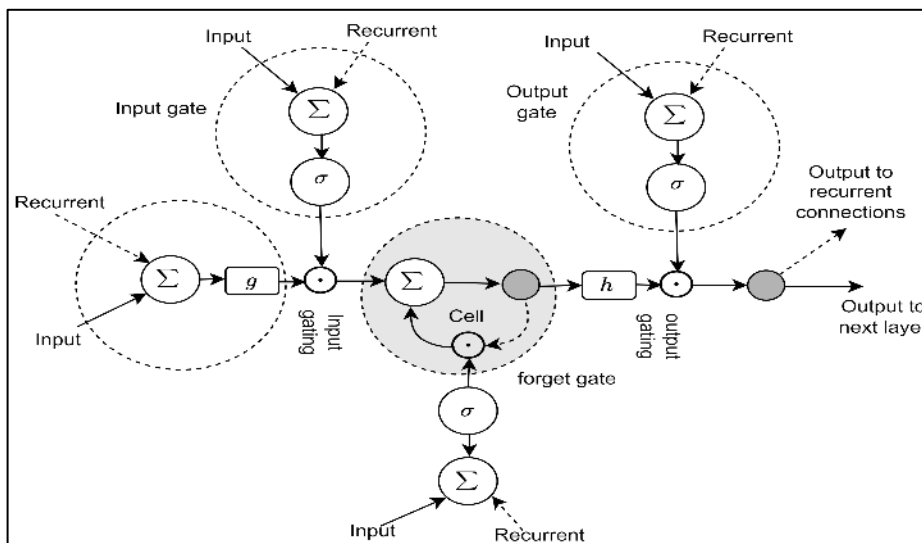 Input
Recurrent
Input
Recurrent
Input gate
Σ
Output
gate
Σ
σ
σ
Output to
recurrent
connections
Recurrent
Σ
g
Σ
h
Input
Input
gating
Cell
output
gating
Output to
next laye
forget gate
σ
Σ
Input
Recurrent